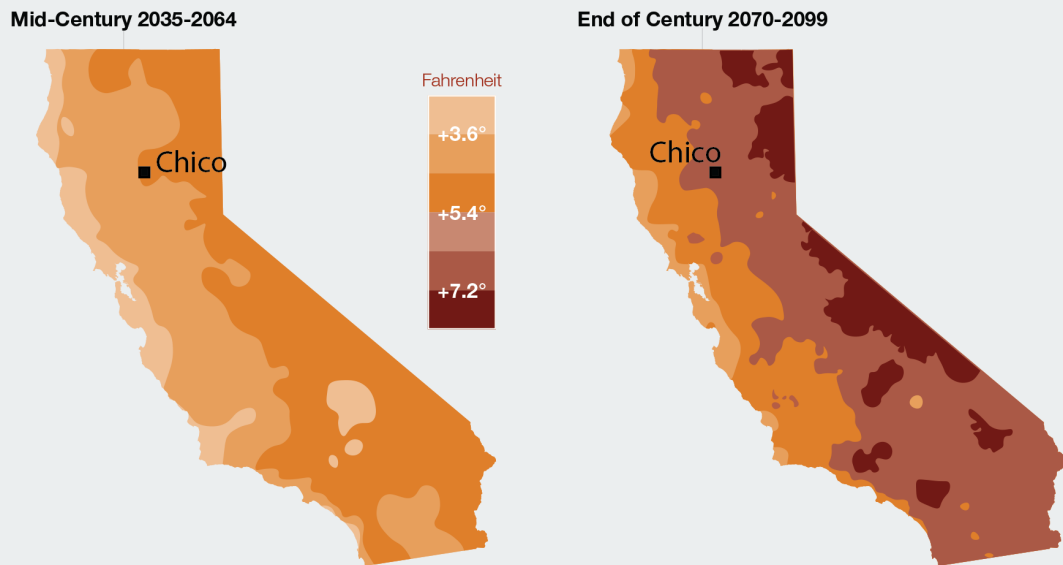 Mid-Century 2035-2064
End of Century 2070-2099
Fahrenheit
+3.6°
+5.4°
+7.2°
Chico
Chico